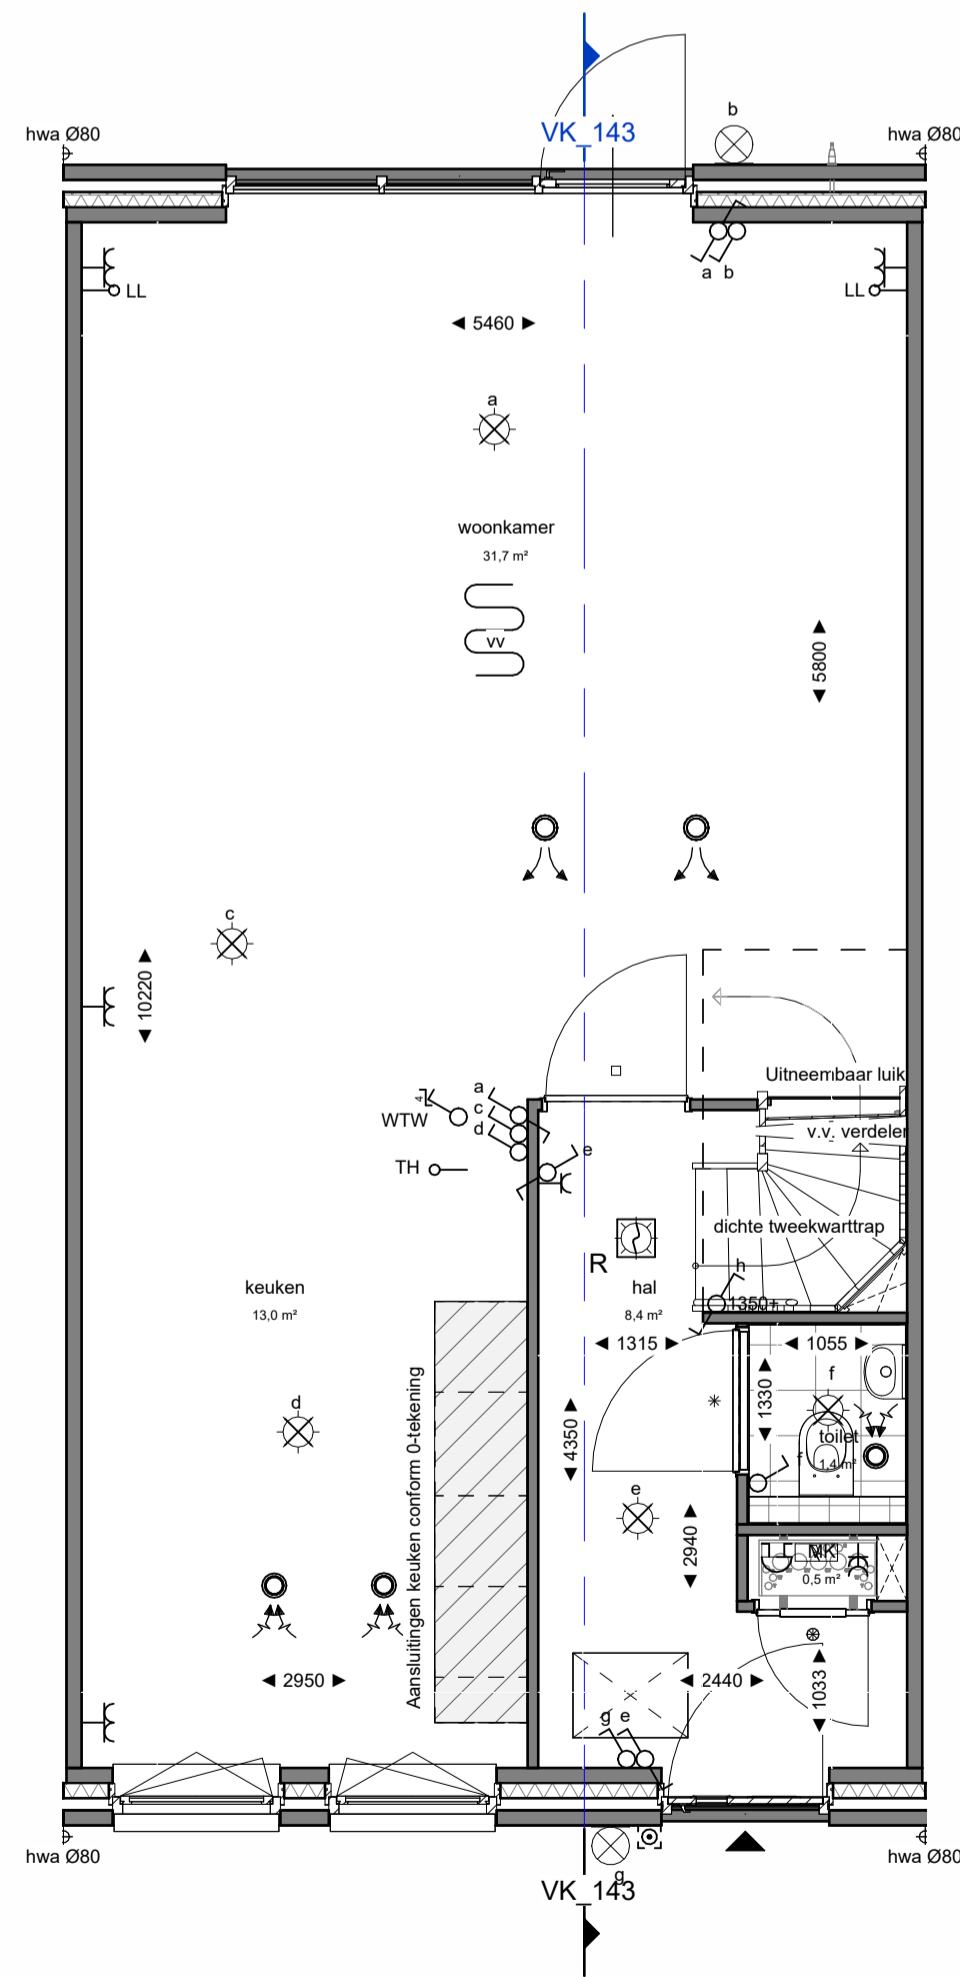 b
hwa Ø80
VK_143
hwa Ø80
a b
LL
LL
5460
a
woonkamer
31,7 m²
vv
5800
c
10220
Uitneembaar luik
a
4
c
WTW
d
v.v. verdeler
e
TH
dichte tweekwarttrap
R
h
keuken
hal
1350+
13,0 m²
8,4 m²
1315
1055
Aansluitingen keuken conform 0-tekening
f
1330
d
4350
toilet
f
1,4 m²
e
2940
MK
0,5 m²
2950
2440
1033
g e
hwa Ø80
hwa Ø80
g
VK_143